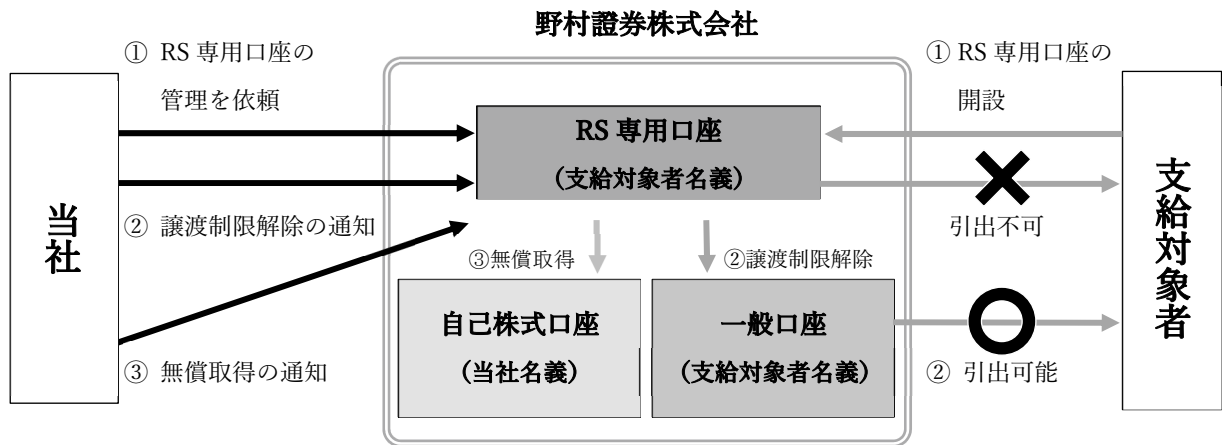 野村證券株式会社
① RS 専用口座の
管理を依頼
① RS 専用口座の
開設
RS 専用口座
（支給対象者名義）
当社
支給対象者
② 譲渡制限解除の通知
引出不可
③無償取得
②譲渡制限解除
自己株式口座
（当社名義）
一般口座
（支給対象者名義）
③ 無償取得の通知
② 引出可能